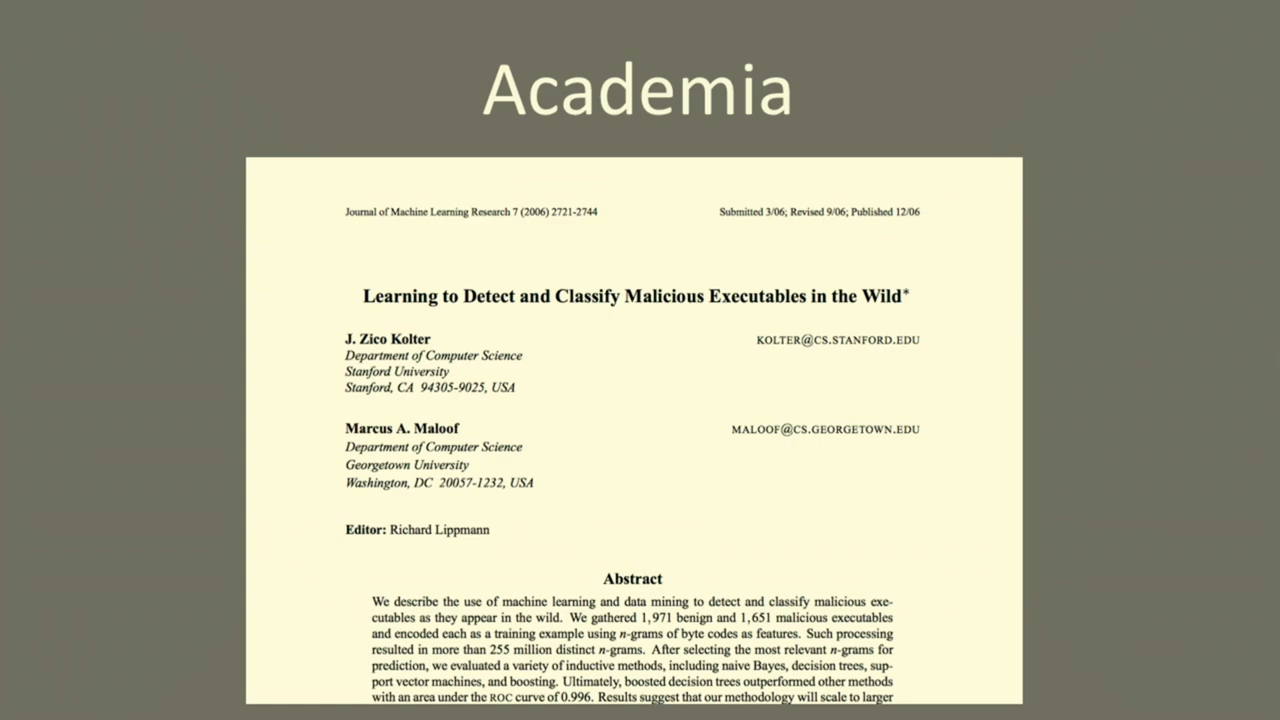 Academia
Journal of Machine Learning Research 7 (2006) 2721-2744 Submitted 3/06; Revised 9/06; Published 12/06
Learning to Detect and Classify Malicious Executables in the Wild*
J. Zico Kolter KOLTER@CS.STANFORD.EDU
Department of Computer Science
Stanford University
Stanford, CA 94305-9025, USA
Marcus A. Maloof MALOOF@CS.GEORGETOWN.EDU
Department of Computer Science
Georgetown University
Washington, DC 20057-1232, USA
Editor: Richard Lippmann
Abstract
We describe the use of machine learning and data mining to detect and classify malicious exe-
cutables as they appear in the wild. We gathered 1,971 benign and 1,651 malicious executables
and encoded each as a training example using n-grams of byte codes as features. Such processing
resulted in more than 255 million distinct n-grams. After selecting the most relevant n-grams for
prediction, we evaluated a variety of inductive methods, including naive Bayes, decision trees, sup-
port vector machines, and boosting. Ultimately, boosted decision trees outperformed other methods
with an area under the ROC curve of 0.996. Results suggest that our methodology will scale to larger